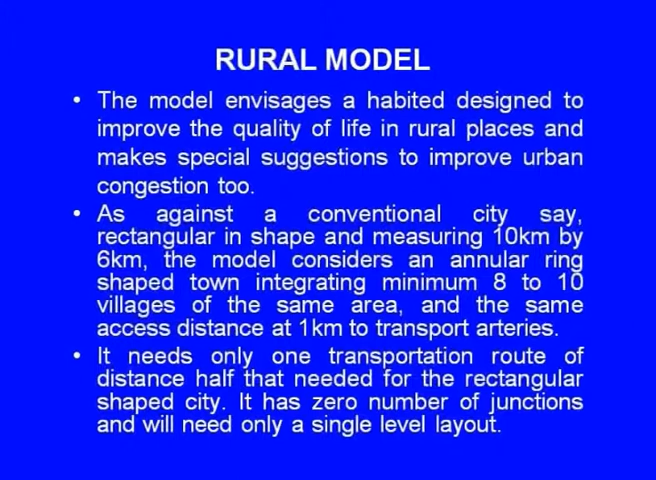 RURAL MODEL
• The model envisages a habited designed to
improve the quality of life in rural places and
makes special suggestions to improve urban
congestion too.
• As against a conventional city say,
rectangular in shape and measuring 10km by
6km, the model considers an annular ring
shaped town integrating minimum 8 to 10
villages of the same area, and the same
access distance at 1km to transport arteries.
• It needs only one transportation route of
distance half that needed for the rectangular
shaped city. It has zero number of junctions
and will need only a single level layout.